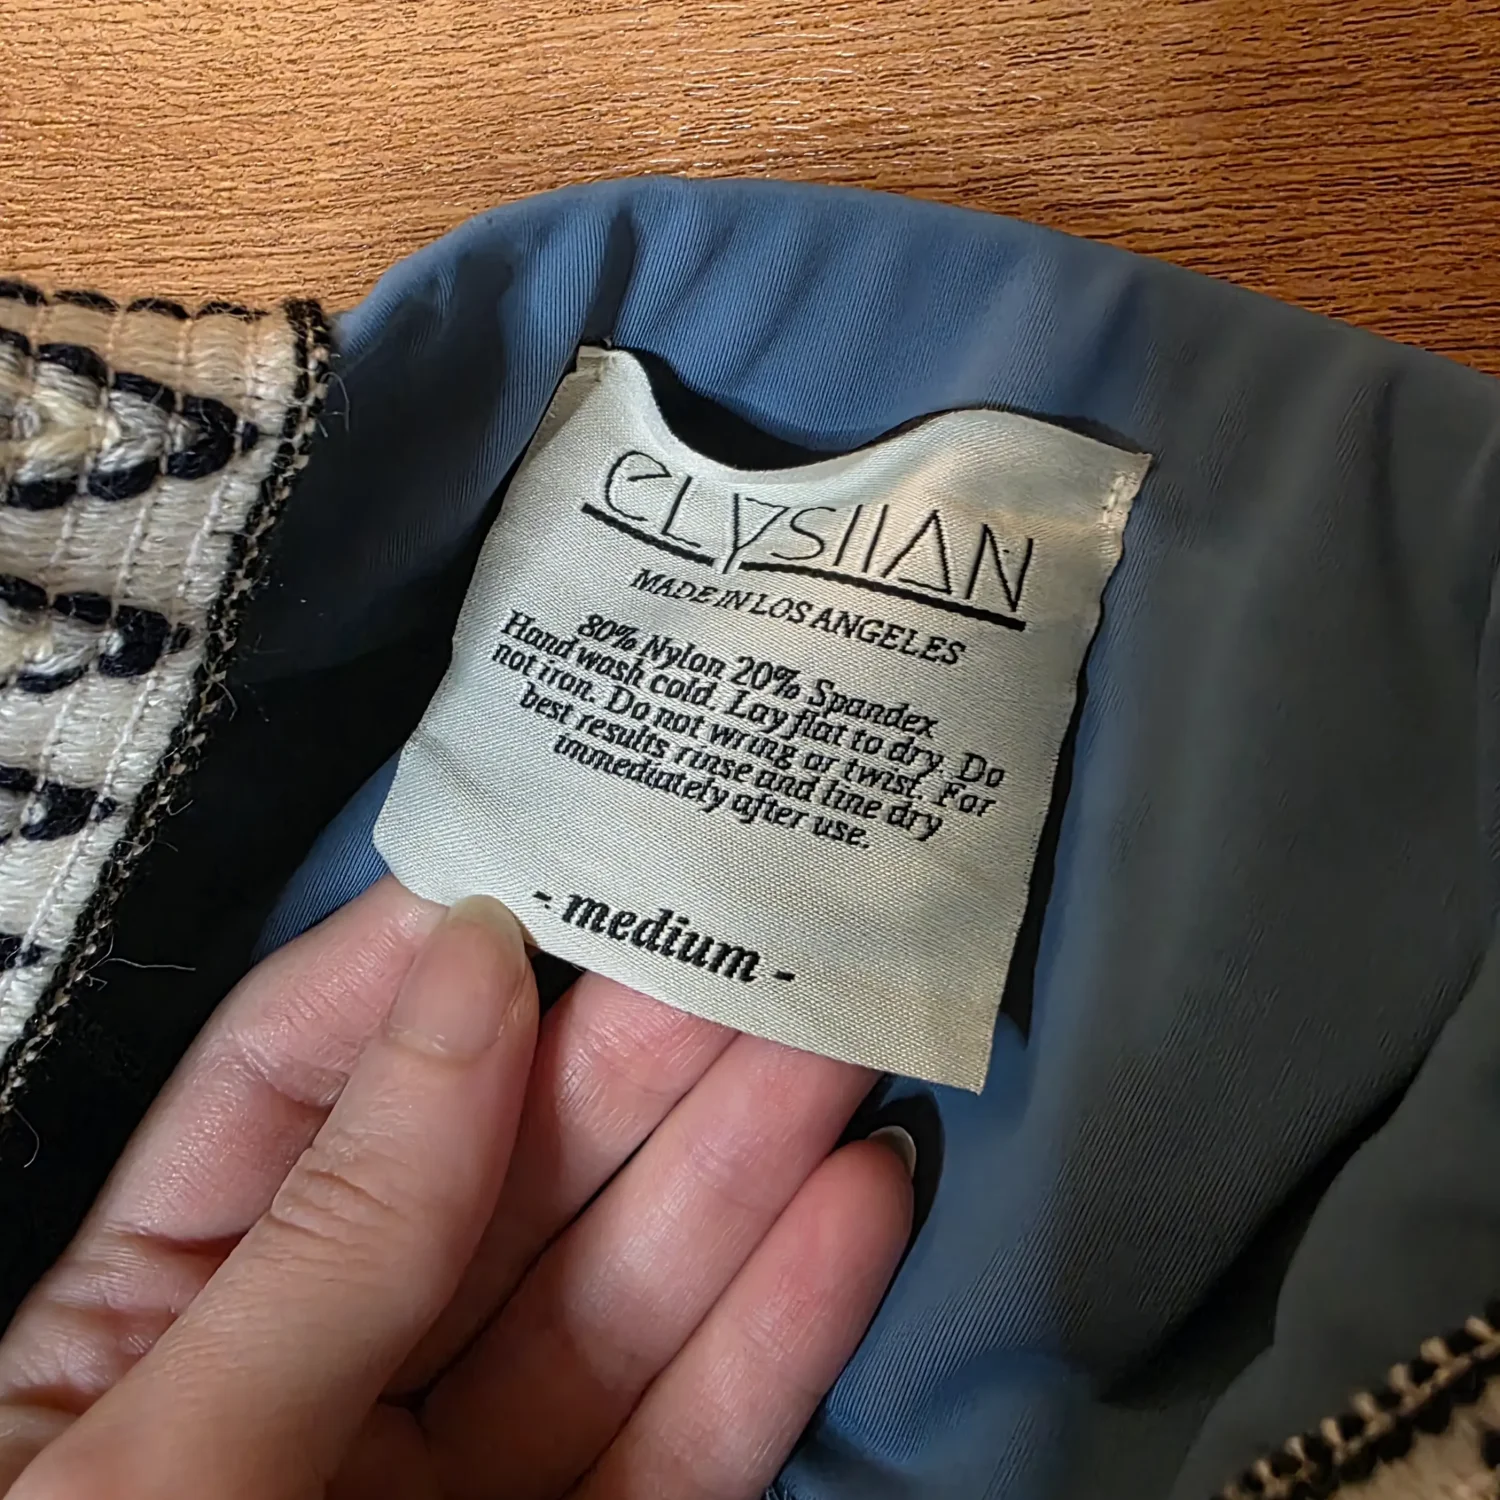 ELYSIIAN
MADE IN LOS ANGELES
80% Nylon 20% Spandex
Hand wash cold. Lay flat to dry. Do
not iron. Do not wring or twist. For
best results rinse and line dry
immediately after use.
- medium -